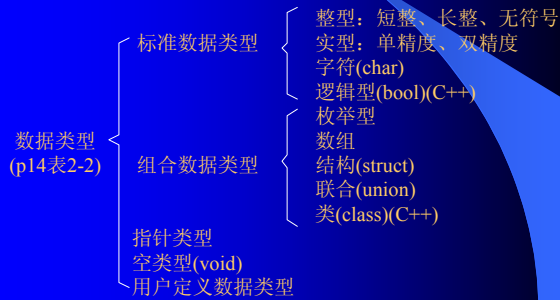 整型：短整、长整、无符号
实型：单精度、双精度
标准数据类型
字符(char)
逻辑型(bool)(C++)
数据类型
(p14表2-2)
组合数据类型
枚举型
数组
结构(struct)
联合(union)
类(class)(C++)
指针类型
空类型(void)
用户定义数据类型